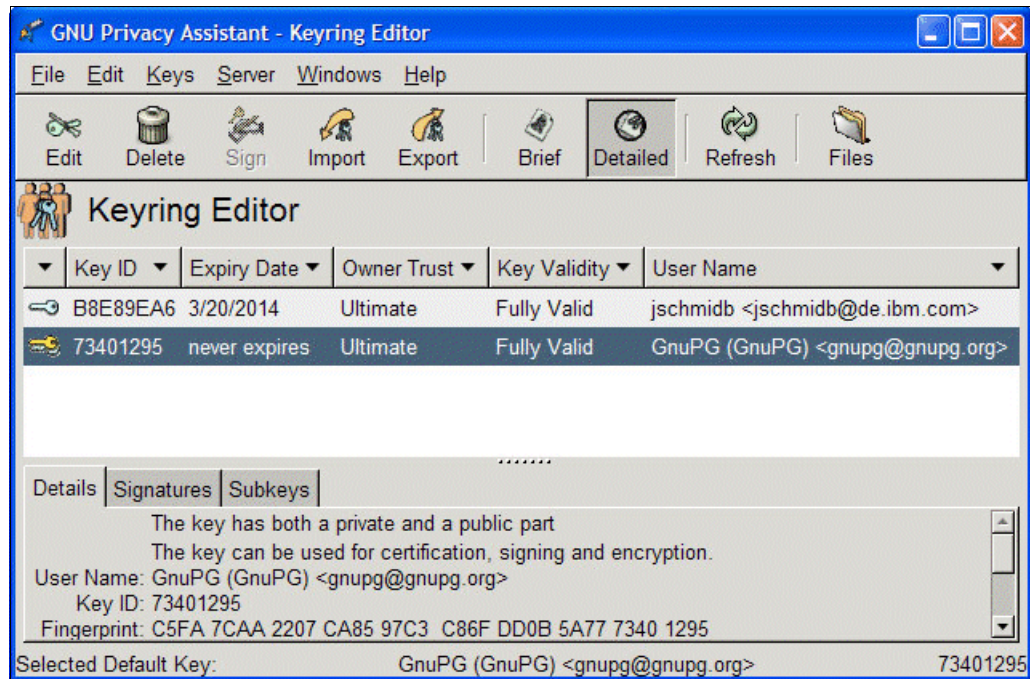 GNU Privacy Assistant - Keyring Editor
File Edit Keys Server Windows Help
Edit Delete Sign Import Export Brief Detailed Refresh Files
Keyring Editor
Key ID Expiry Date Owner Trust Key Validity User Name
B8E89EA6 3/20/2014 Ultimate Fully Valid jschmidb <jschmidb@de.ibm.com>
73401295 never expires Ultimate Fully Valid GnuPG (GnuPG) <gnupg@gnupg.org>
Details Signatures Subkeys
The key has both a private and a public part
The key can be used for certification, signing and encryption.
User Name: GnuPG (GnuPG) <gnupg@gnupg.org>
Key ID: 73401295
Fingerprint: C5FA 7CAA 2207 CA85 97C3 C86F DD0B 5A77 7340 1295
Selected Default Key: GnuPG (GnuPG) <gnupg@gnupg.org> 73401295